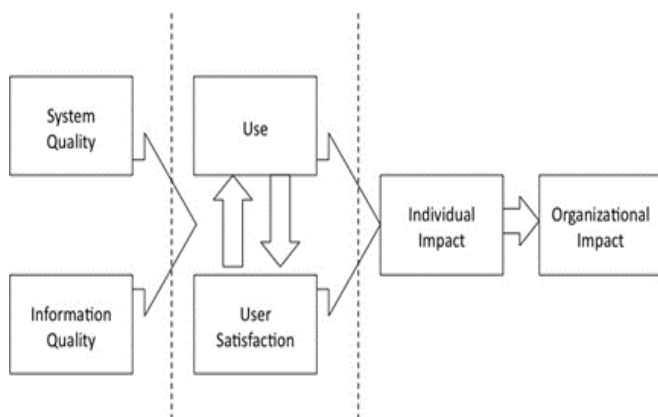 System
Quality
Information
Quality
Use
User
Satisfaction
Individual
Impact
Organizational
Impact